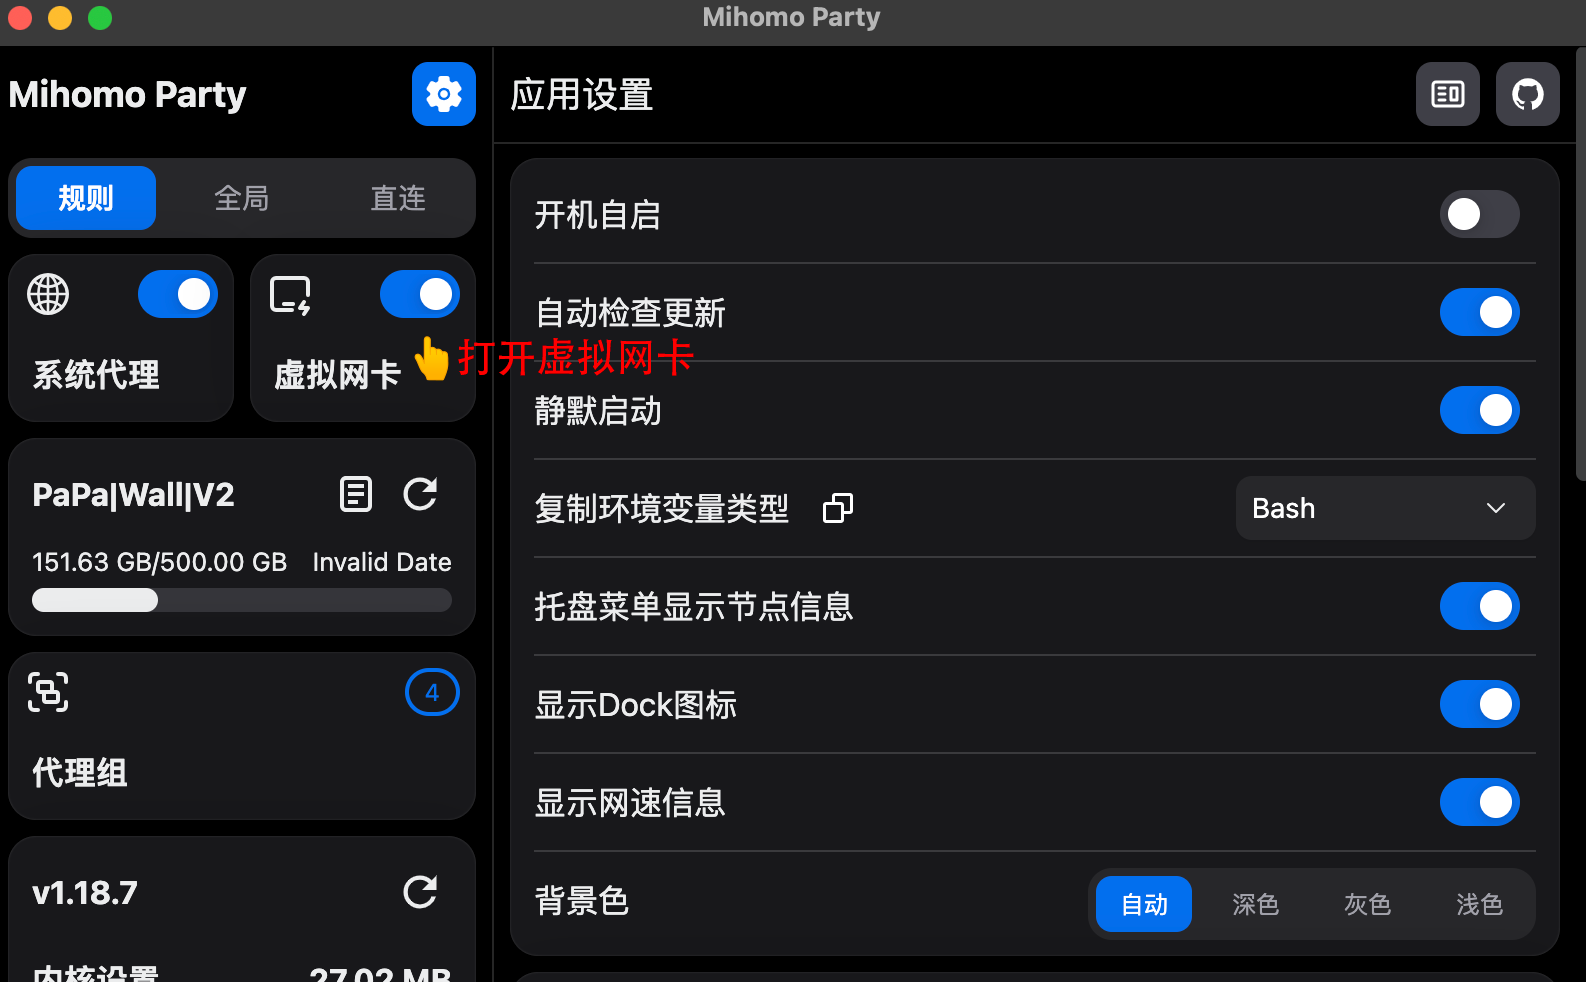 Mihomo Party
Mihomo Party
规则
全局
直连
系统代理
虚拟网卡
👆打开虚拟网卡
PaPa|Wall|V2
151.63 GB/500.00 GB
Invalid Date
4
代理组
v1.18.7
内核设置
27.02 MB
应用设置
开机自启
自动检查更新
静默启动
复制环境变量类型
Bash
托盘菜单显示节点信息
显示Dock图标
显示网速信息
背景色
自动
深色
灰色
浅色